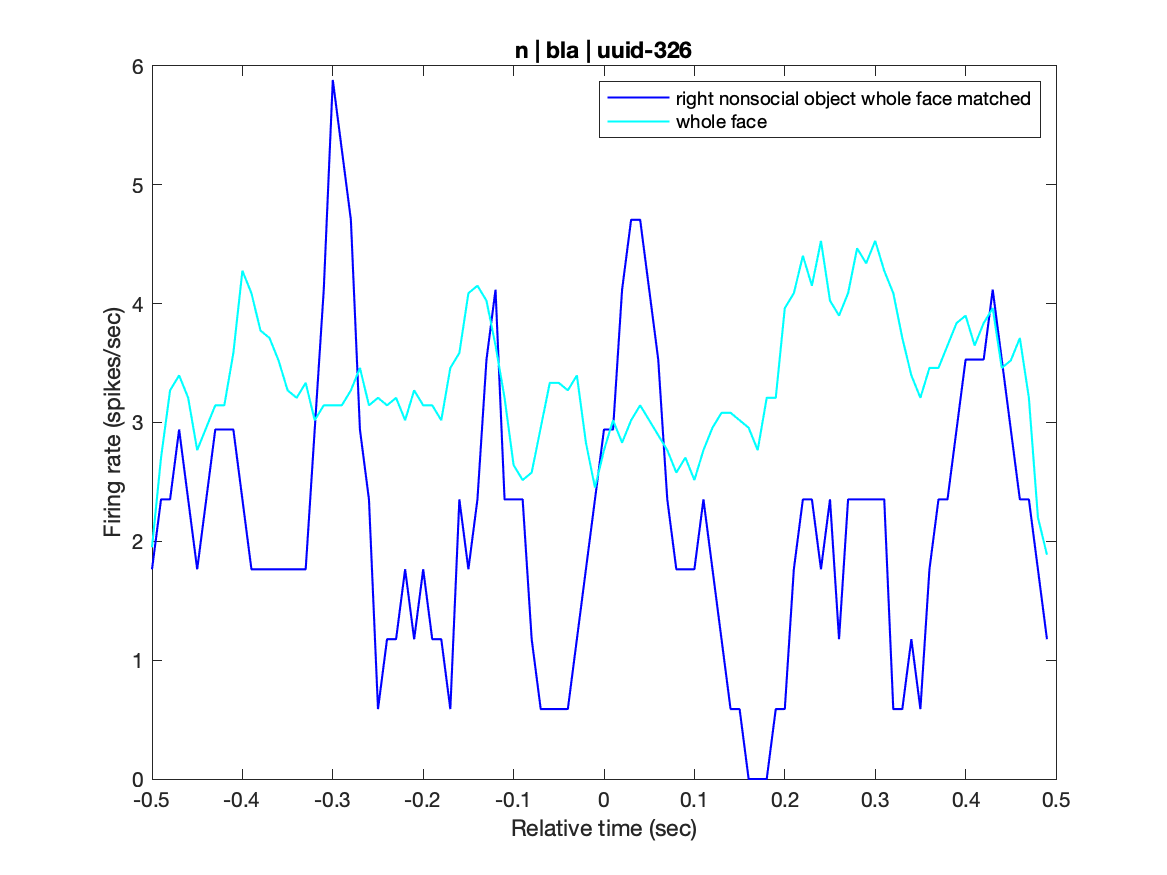 n | bla | uuid-326
right nonsocial object whole face matched
whole face
Firing rate (spikes/sec)
6
5
4
3
2
1
0
-0.5 -0.4 -0.3 -0.2 -0.1 0 0.1 0.2 0.3 0.4 0.5
Relative time (sec)